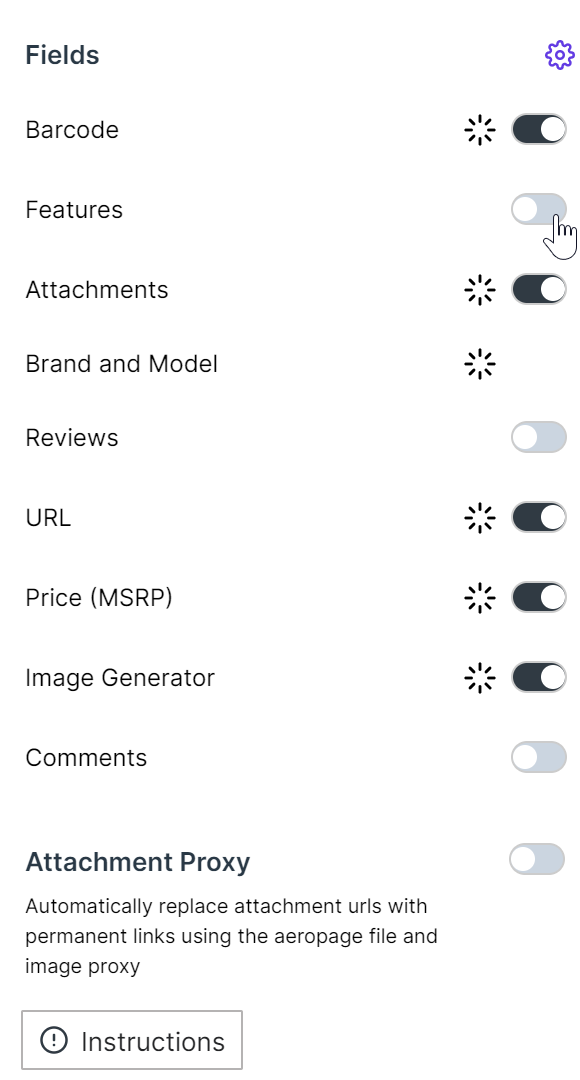 Fields
Barcode
Features
Attachments
Brand and Model
Reviews
URL
Price (MSRP)
Image Generator
Comments
Attachment Proxy
Automatically replace attachment urls with
permanent links using the aeropage file and
image proxy
Instructions